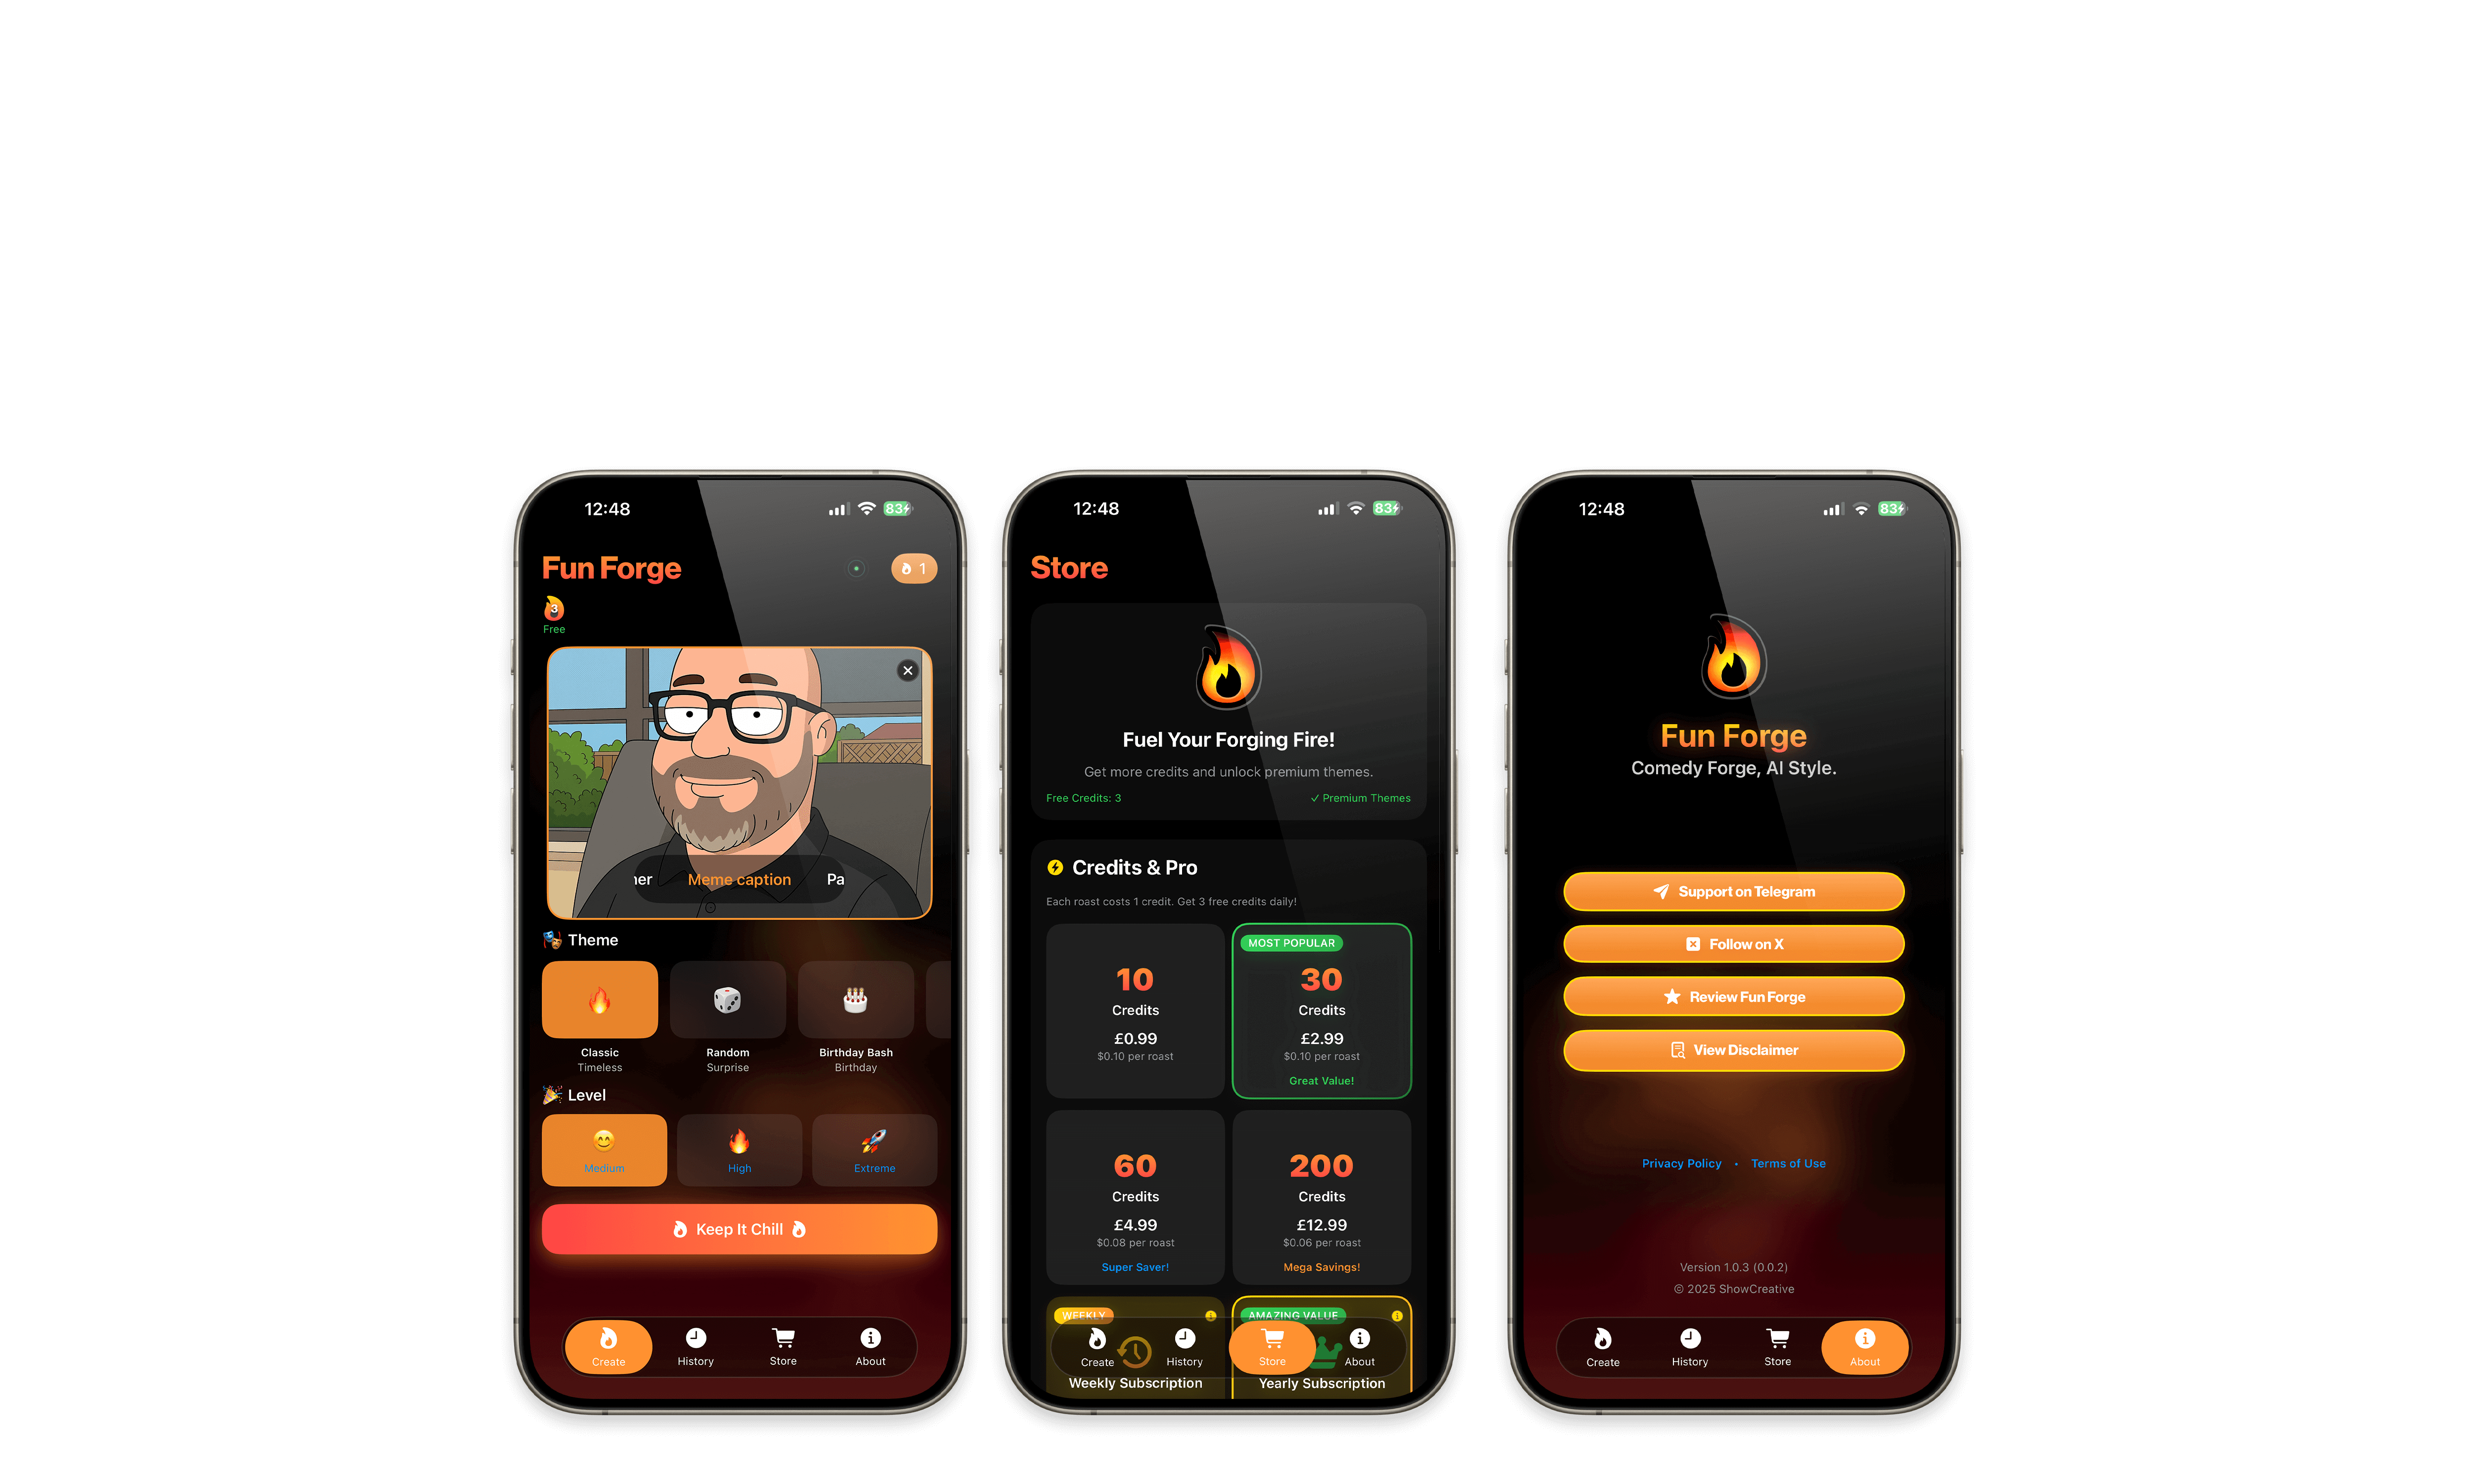 12:48
83
Fun Forge
1
3
Free
ner Meme caption Pa
Theme
Classic Random Birthday Bash
Timeless Surprise Birthday
Level
Medium High Extreme
Keep It Chill
Create History Store About
12:48
83
Store
Fuel Your Forging Fire!
Get more credits and unlock premium themes.
Free Credits: 3 ✓ Premium Themes
Credits & Pro
Each roast costs 1 credit. Get 3 free credits daily!
10
Credits
£0.99
$0.10 per roast
MOST POPULAR
30
Credits
£2.99
$0.10 per roast
Great Value!
60
Credits
£4.99
$0.08 per roast
Super Saver!
200
Credits
£12.99
$0.06 per roast
Mega Savings!
WEEKLY
Weekly Subscription
AMAZING VALUE
Yearly Subscription
Create History Store About
12:48
83
Fun Forge
Comedy Forge, AI Style.
Support on Telegram
Follow on X
Review Fun Forge
View Disclaimer
Privacy Policy • Terms of Use
Version 1.0.3 (0.0.2)
© 2025 ShowCreative
Create History Store About